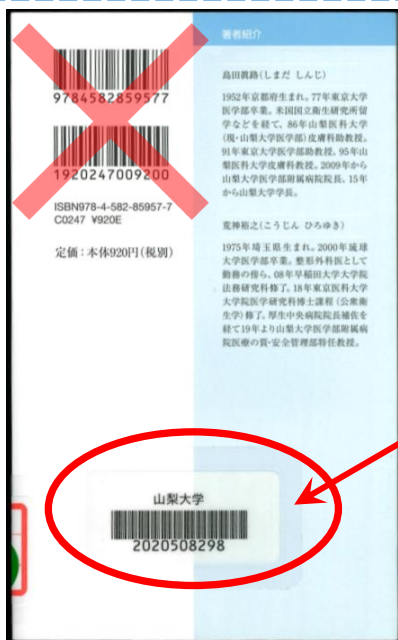 9784582859577
1920247009200
ISBN978-4-582-85957-7
C0247 ¥920E
定価：本体920円(税別)
著者紹介
島田眞路(しまだ しんじ)
1952年京都府生まれ。77年東京大学
医学部卒業。米国国立衛生研究所留
学などを経て、86年山梨医科大学
(現・山梨大学医学部)皮膚科助教授。
91年東京大学医学部助教授、95年山
梨医科大学皮膚科教授。2009年から
山梨大学医学部附属病院院長、15年
から山梨大学学長。
荒神裕之(こうじん ひろゆき)
1975年埼玉県生まれ。2000年琉球
大学医学部卒業。整形外科医として
勤務の傍ら、08年早稲田大学大学院
法務研究科修了。18年東京医科大学
大学院医学研究科博士課程(公衆衛
生学)修了。厚生中央病院院長補佐を
経て19年より山梨大学医学部附属病
院医療の質・安全管理部特任教授。
山梨大学
2020508298